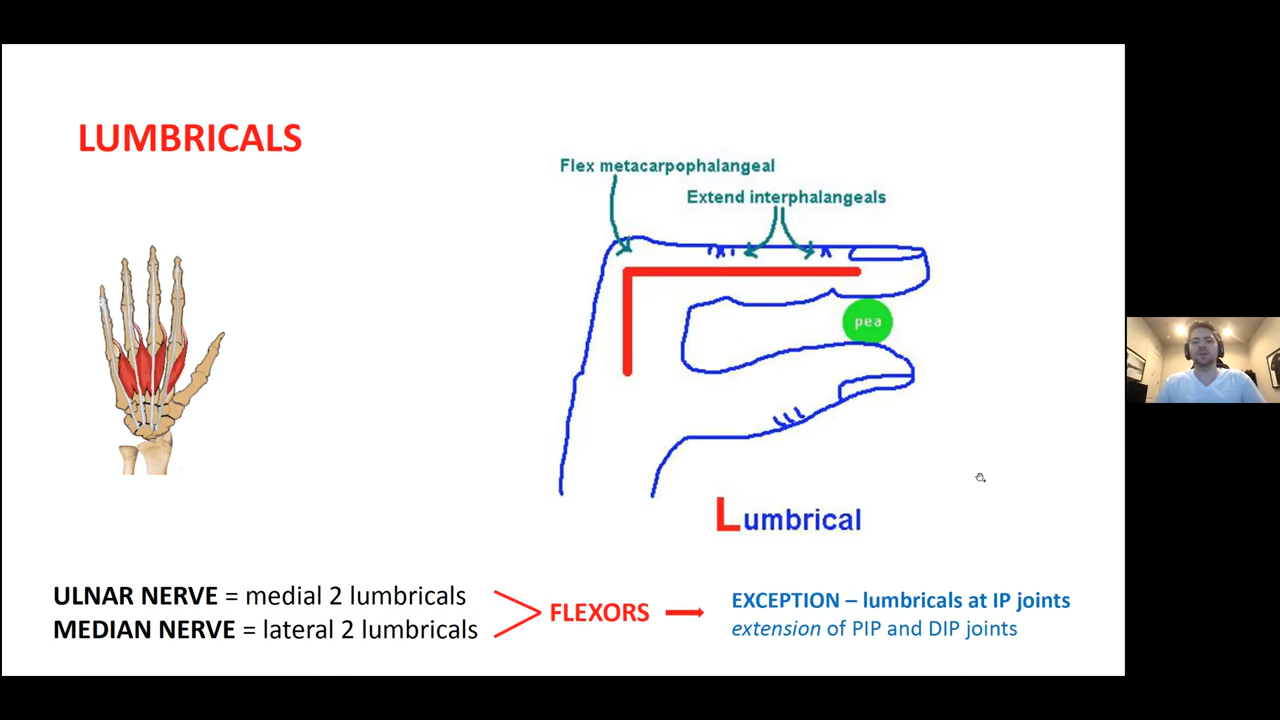 LUMBRICALS
Flex metacarpophalangeal
Extend interphalangeals
pea
Lumbrical
ULNAR NERVE = medial 2 lumbricals
MEDIAN NERVE = lateral 2 lumbricals
FLEXORS
EXCEPTION – lumbricals at IP joints
extension of PIP and DIP joints